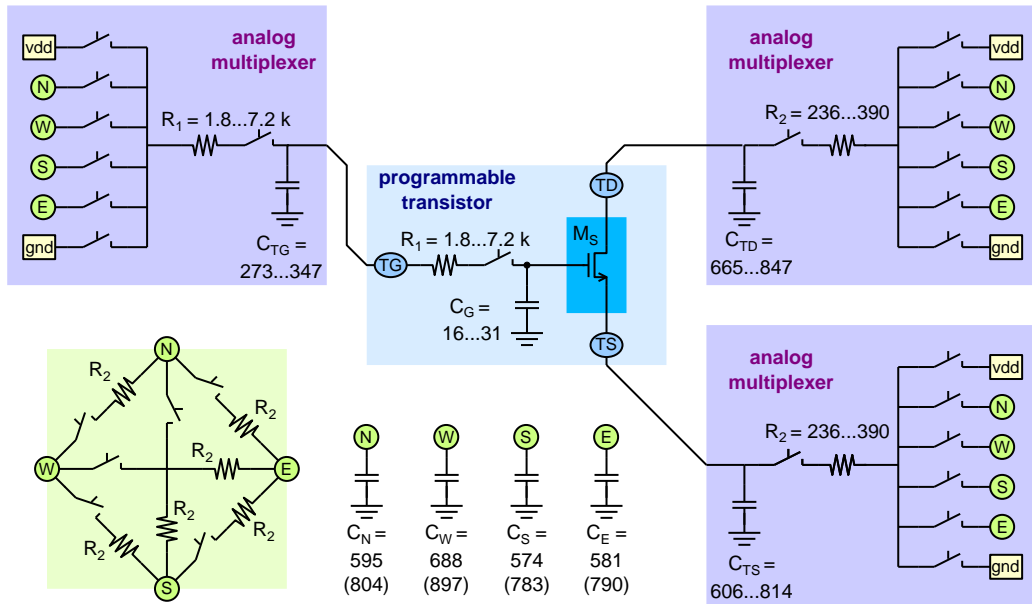 analog
multiplexer
vdd
N
W
S
E
gnd
R1 = 1.8...7.2 k
CTG =
273...347
programmable
transistor
TG
R1 = 1.8...7.2 k
CG =
16...31
MS
TD
TS
analog
multiplexer
R2 = 236...390
CTD =
665...847
vdd
N
W
S
E
gnd
N
R2
R2
W
R2
E
R2
R2
R2
S
N
CN =
595
(804)
W
CW =
688
(897)
S
CS =
574
(783)
E
CE =
581
(790)
analog
multiplexer
R2 = 236...390
CTS =
606...814
vdd
N
W
S
E
gnd